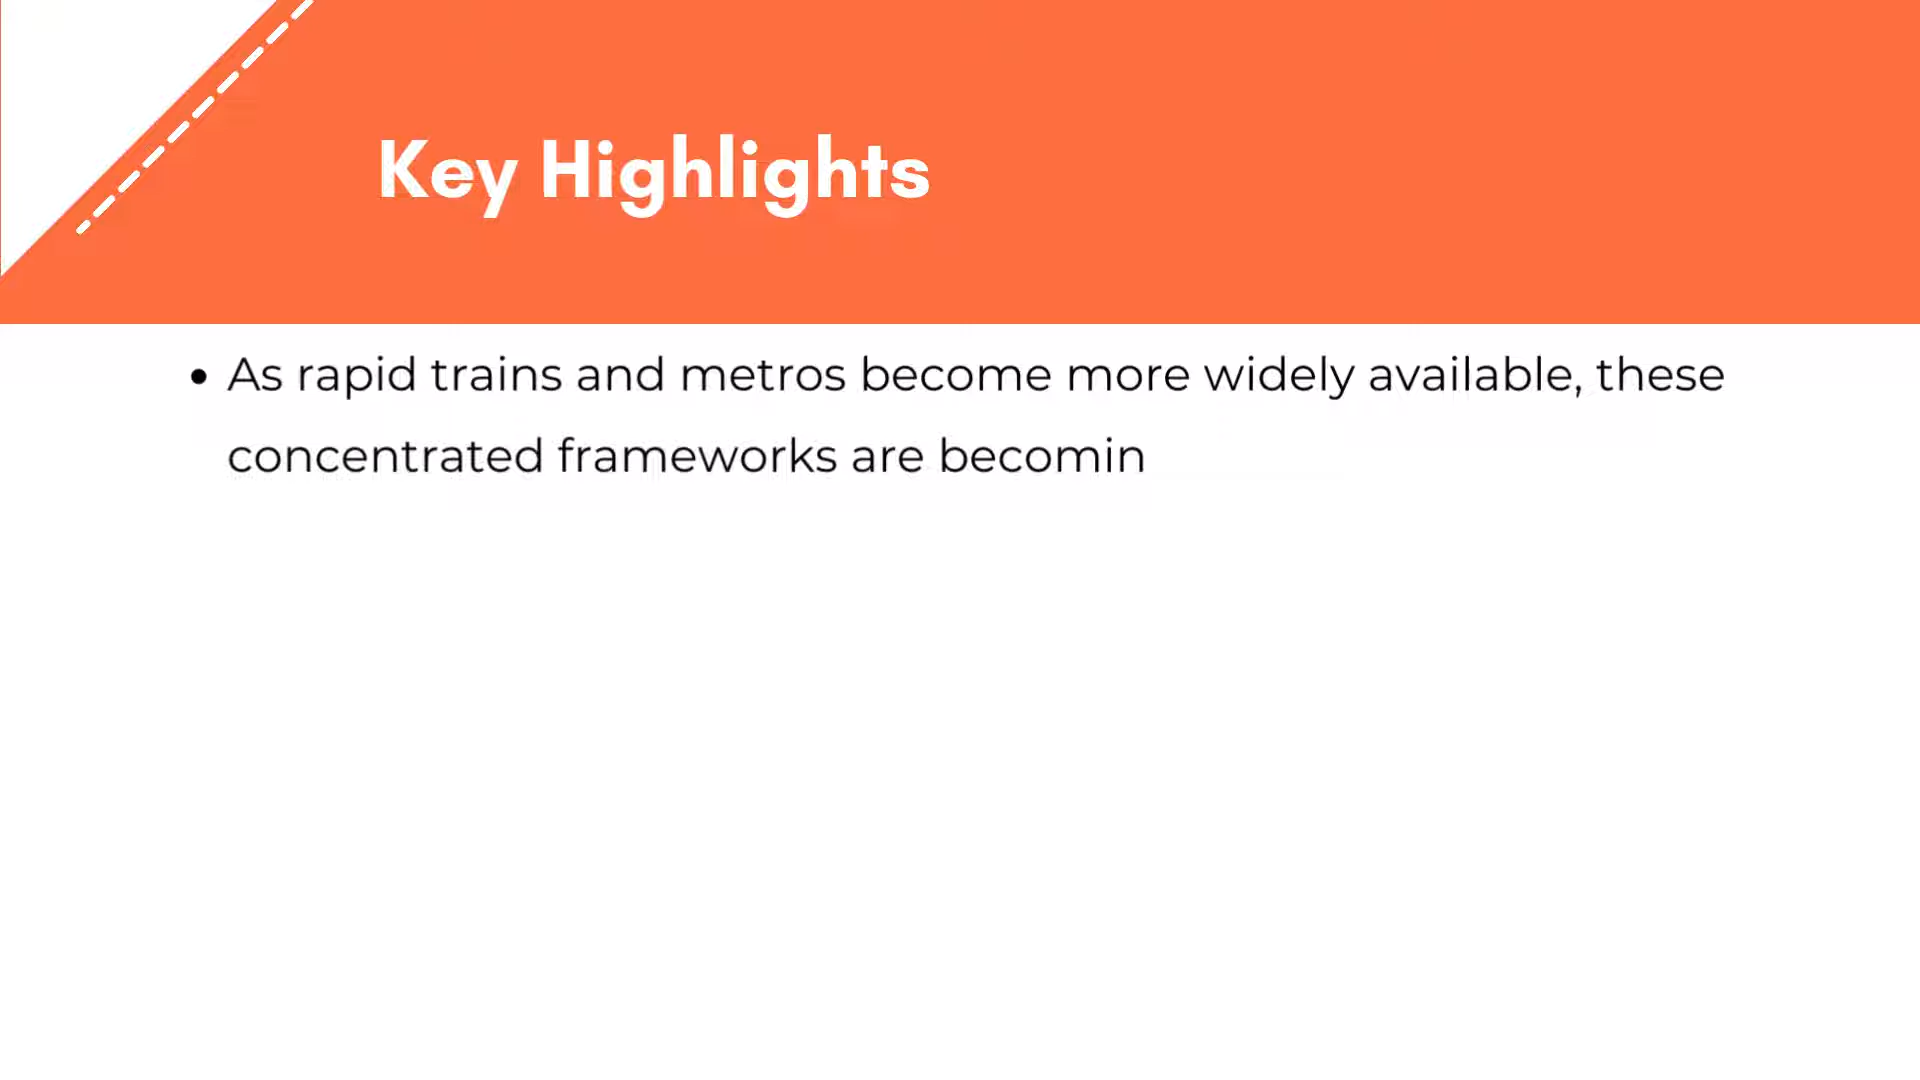 Key Highlights
• As rapid trains and metros become more widely available, these
concentrated frameworks are becomin